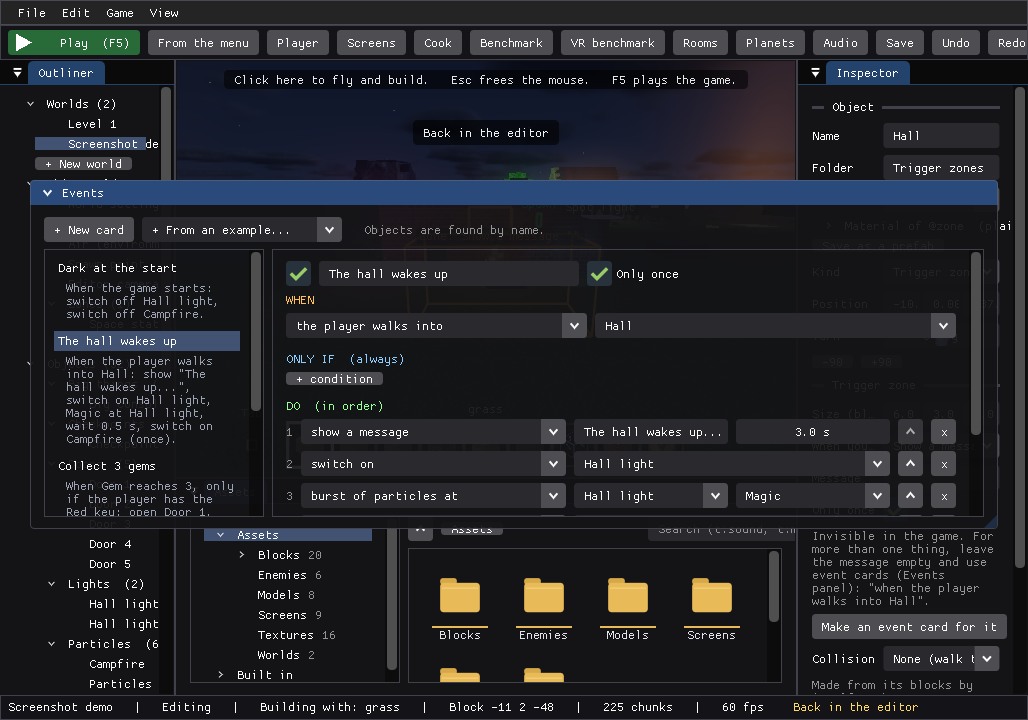 File Edit Game View
Play (F5) From the menu Player Screens Cook Benchmark VR benchmark Rooms Planets Audio Save Undo Redo
Outliner
Click here to fly and build. Esc frees the mouse. F5 plays the game.
Inspector
Worlds (2)
Level 1
Screenshot de
+ New world
Back in the editor
Object
Name Hall
Folder Trigger zones
Events
+ New card
+ From an example...
Objects are found by name.
Dark at the start
When the game starts:
switch off Hall light,
switch off Campfire.
The hall wakes up
When the player walks
into Hall: show "The
hall wakes up...",
switch on Hall light,
Magic at Hall light,
wait 0.5 s, switch on
Campfire (once).
Collect 3 gems
When Gem reaches 3, only
if the player has the
Red key: open Door 1,
The hall wakes up
Only once
WHEN
the player walks into Hall
ONLY IF (always)
+ condition
DO (in order)
1 show a message The hall wakes up... 3.0 s x
2 switch on Hall light x
3 burst of particles at Hall light Magic x
Door 4
Door 5
Lights (2)
Hall light
Hall light
Particles (6
Campfire
Particles
Assets
Blocks 20
Enemies 6
Models 8
Screens 9
Textures 16
Worlds 2
Built in
Assets
Search (t:sound, t:m
Blocks
Enemies
Models
Screens
Invisible in the game. For
more than one thing, leave
the message empty and use
event cards (Events
panel): "when the player
walks into Hall".
Make an event card for it
Collision None (walk t
Made from its blocks by
Screenshot demo | Editing | Building with: grass | Block -11 2 -48 | 225 chunks | 60 fps Back in the editor